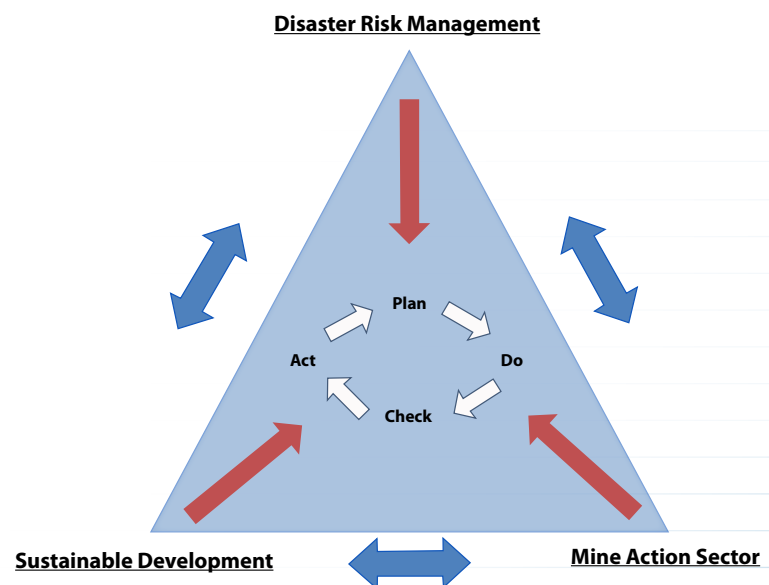 Disaster Risk Management
Plan
Act
Do
Check
Sustainable Development
Mine Action Sector